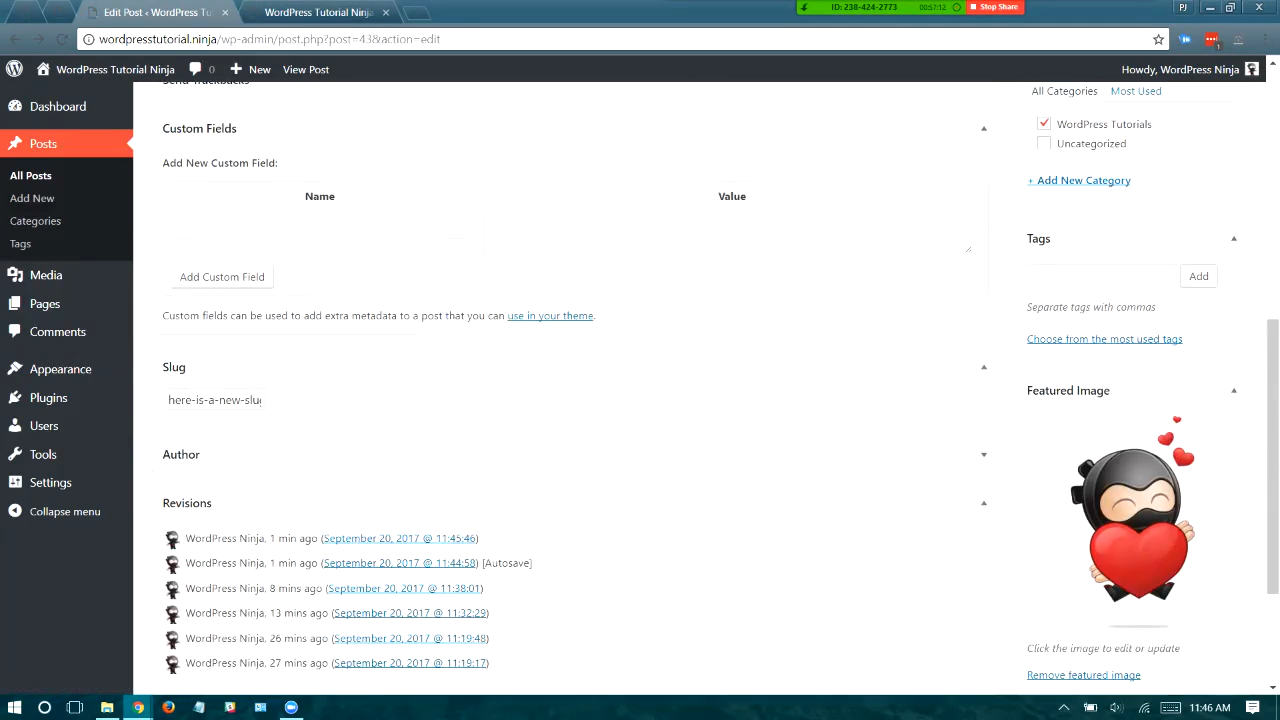 Edit Post ‹ WordPress Tu
WordPress Tutorial Ninja
ID: 238-424-2773
00:57:12
Stop Share
PJ
wordpresstutorial.ninja/wp-admin/post.php?post=43&action=edit
1
WordPress Tutorial Ninja
0
New
View Post
Howdy, WordPress Ninja
Dashboard
Posts
All Posts
Add New
Categories
Tags
Media
Pages
Comments
Appearance
Plugins
Users
Tools
Settings
Collapse menu
Send Trackbacks
Custom Fields
Add New Custom Field:
Name
Value
Add Custom Field
Custom fields can be used to add extra metadata to a post that you can use in your theme.
Slug
here-is-a-new-slug
Author
Revisions
WordPress Ninja, 1 min ago (September 20, 2017 @ 11:45:46)
WordPress Ninja, 1 min ago (September 20, 2017 @ 11:44:58) [Autosave]
WordPress Ninja, 8 mins ago (September 20, 2017 @ 11:38:01)
WordPress Ninja, 13 mins ago (September 20, 2017 @ 11:32:29)
WordPress Ninja, 26 mins ago (September 20, 2017 @ 11:19:48)
WordPress Ninja, 27 mins ago (September 20, 2017 @ 11:19:17)
All Categories
Most Used
WordPress Tutorials
Uncategorized
+ Add New Category
Tags
Add
Separate tags with commas
Choose from the most used tags
Featured Image
Click the image to edit or update
Remove featured image
11:46 AM